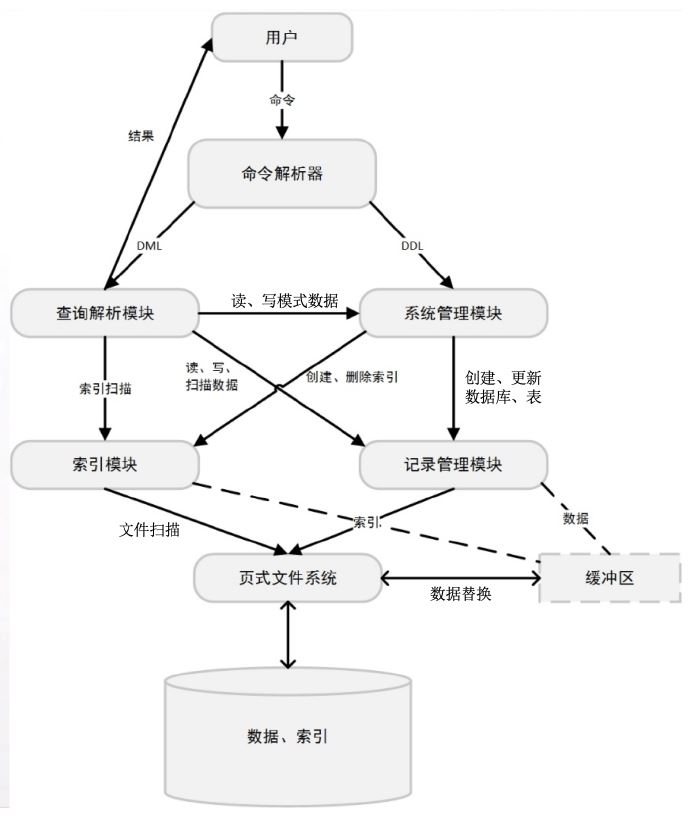 用户
命令
结果
命令解析器
DML
DDL
查询解析模块
读、写模式数据
系统管理模块
索引扫描
读、写、
扫描数据
创建、删除索引
创建、更新
数据库、表
索引模块
记录管理模块
文件扫描
索引
数据
页式文件系统
数据替换
缓冲区
数据、索引